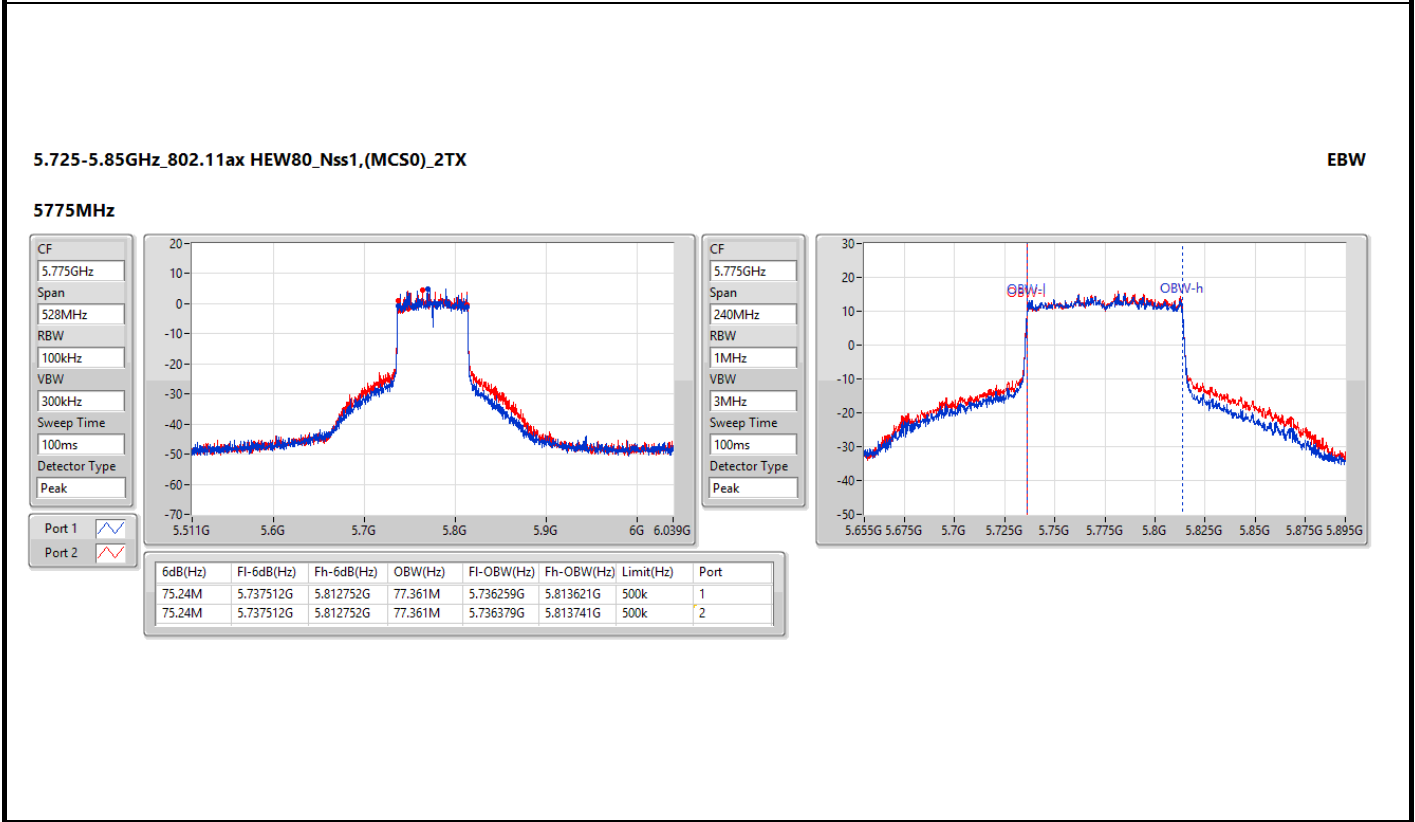 5.725-5.85GHz_802.11ax HEW80_Nss1,(MCS0)_2TX
EBW
5775MHz
CF
5.775GHz
Span
528MHz
RBW
100kHz
VBW
300kHz
Sweep Time
100ms
Detector Type
Peak
Port 1
Port 2
20
10
0
-10
-20
-30
-40
-50
-60
-70
5.511G 5.6G 5.7G 5.8G 5.9G 6G 6.039G
CF
5.775GHz
Span
240MHz
RBW
1MHz
VBW
3MHz
Sweep Time
100ms
Detector Type
Peak
30
20
10
0
-10
-20
-30
-40
-50
OBW-l
OBW-l
OBW-h
5.655G 5.675G 5.7G 5.725G 5.75G 5.775G 5.8G 5.825G 5.85G 5.875G 5.895G
6dB(Hz) Fl-6dB(Hz) Fh-6dB(Hz) OBW(Hz) Fl-OBW(Hz) Fh-OBW(Hz) Limit(Hz) Port
75.24M 5.737512G 5.812752G 77.361M 5.736259G 5.813621G 500k 1
75.24M 5.737512G 5.812752G 77.361M 5.736379G 5.813741G 500k 2